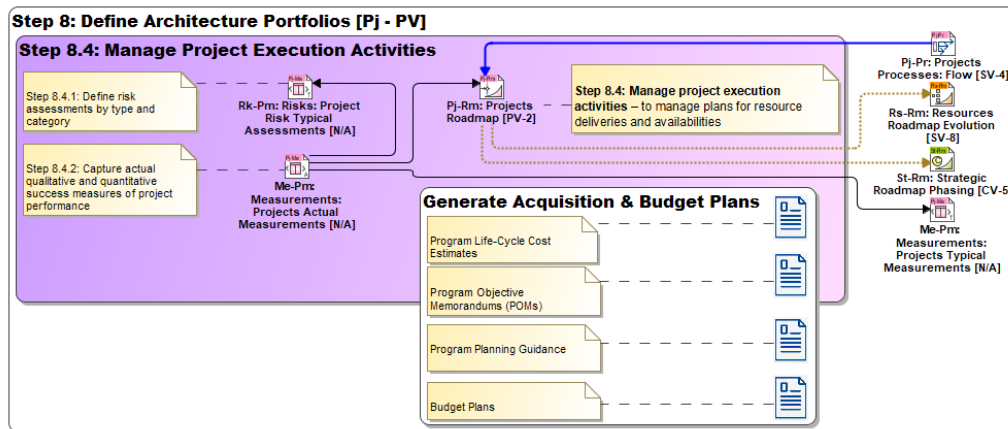 Step 8: Define Architecture Portfolios [Pj - PV]
Step 8.4: Manage Project Execution Activities
Step 8.4.1: Define risk
assessments by type and
category
Rk-Pm: Risks: Project
Risk Typical
Assessments [N/A]
Pj-Rm: Projects
Roadmap [PV-2]
Step 8.4: Manage project execution
activities – to manage plans for resource
deliveries and availabilities
Pj-Pr: Projects
Processes: Flow [SV-4]
Rs-Rm: Resources
Roadmap Evolution
[SV-8]
St-Rm: Strategic
Roadmap Phasing [CV-5
Me-Pm:
Measurements:
Projects Typical
Measurements [N/A]
Step 8.4.2: Capture actual
qualitative and quantitative
success measures of project
performance
Me-Pm:
Measurements:
Projects Actual
Measurements [N/A]
Generate Acquisition & Budget Plans
Program Life-Cycle Cost
Estimates
Program Objective
Memorandums (POMs)
Program Planning Guidance
Budget Plans